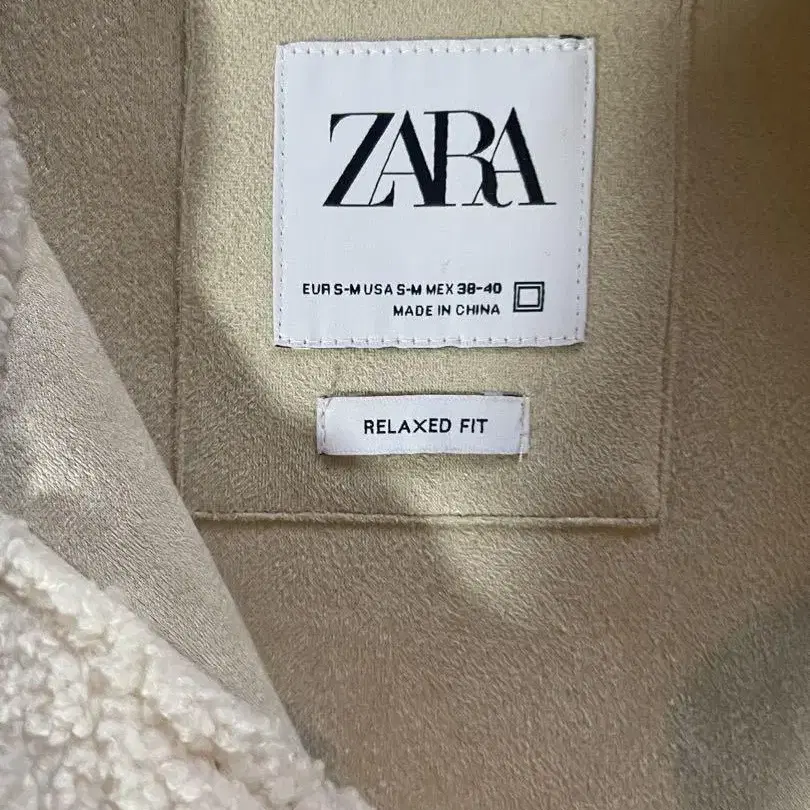 ZARA
EUR S-M USA S-M MEX 38-40
MADE IN CHINA
RELAXED FIT